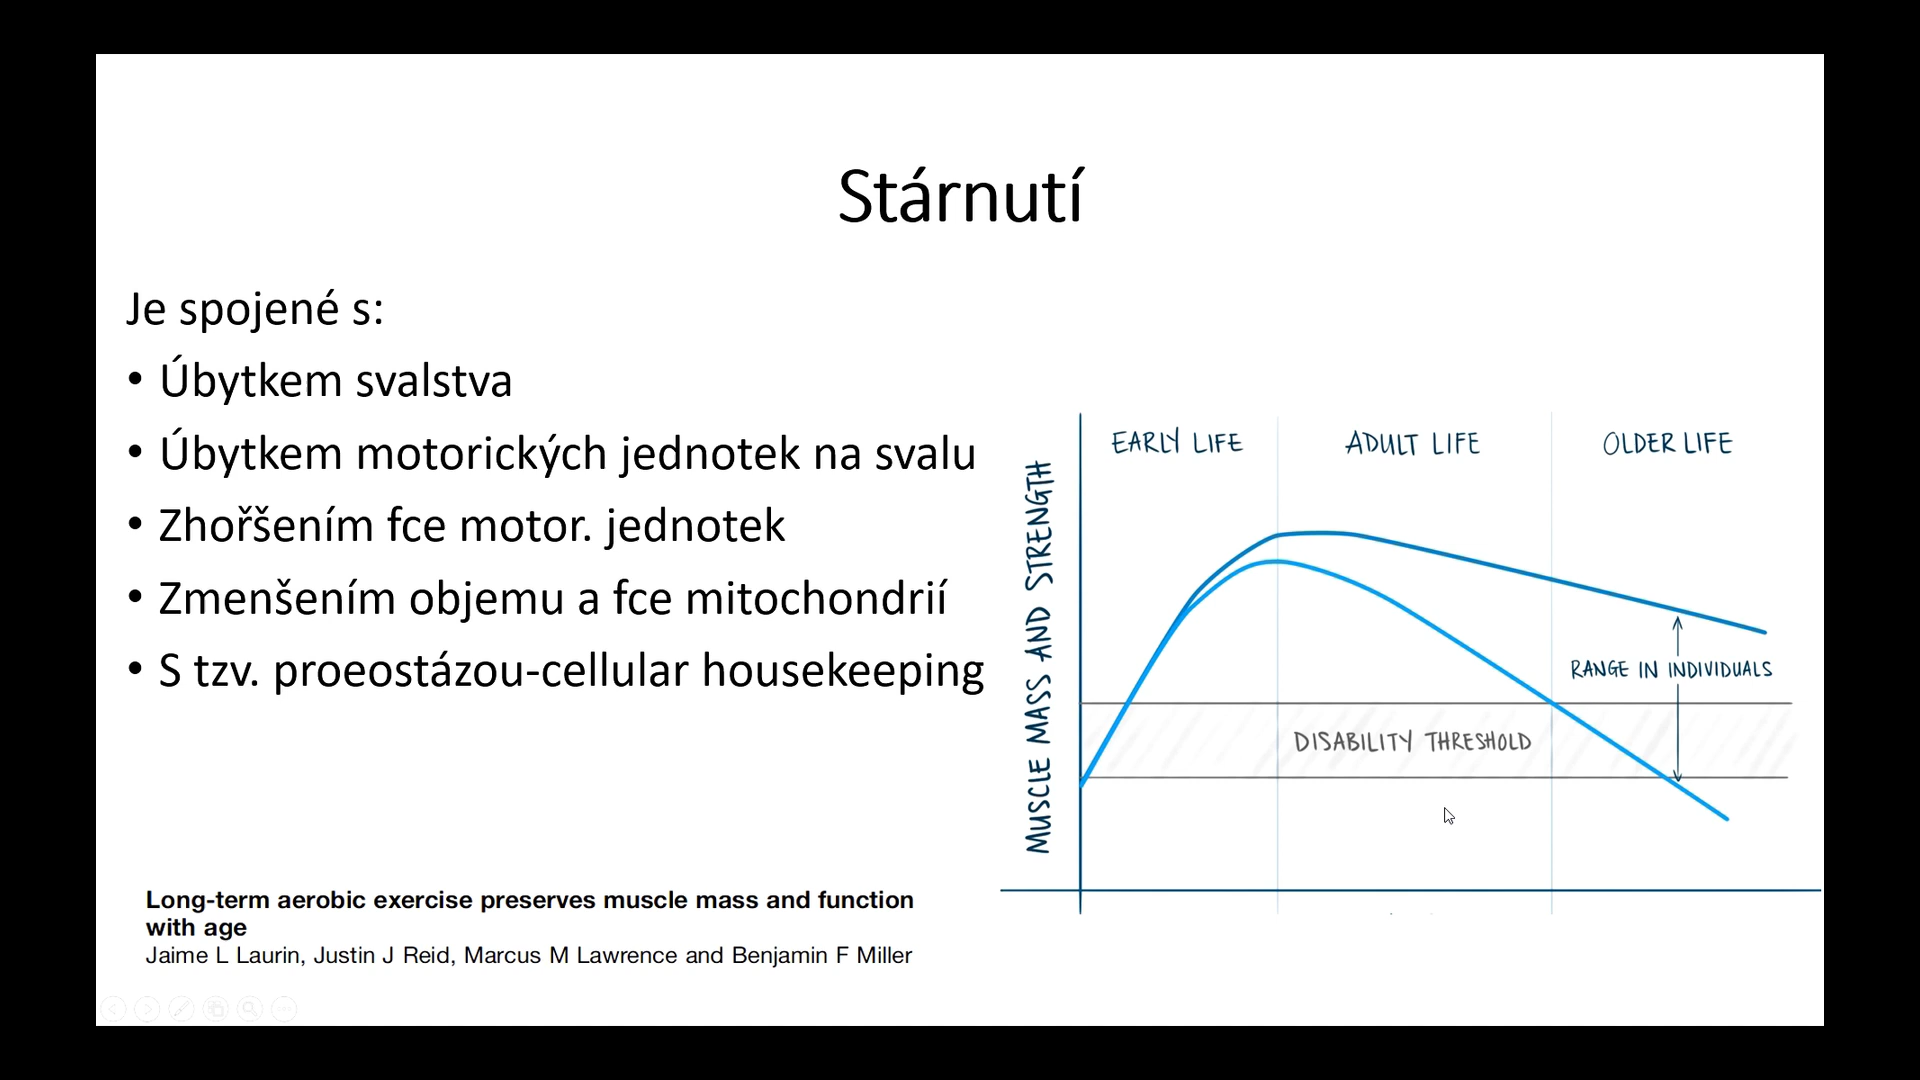 Stárnutí
Je spojené s:
• Úbytkem svalstva
• Úbytkem motorických jednotek na svalu
• Zhořšením fce motor. jednotek
• Zmenšením objemu a fce mitochondrií
• S tzv. proeostázou-cellular housekeeping
Long-term aerobic exercise preserves muscle mass and function
with age
Jaime L Laurin, Justin J Reid, Marcus M Lawrence and Benjamin F Miller
MUSCLE MASS AND STRENGTH
EARLY LIFE
ADULT LIFE
OLDER LIFE
RANGE IN INDIVIDUALS
DISABILITY THRESHOLD